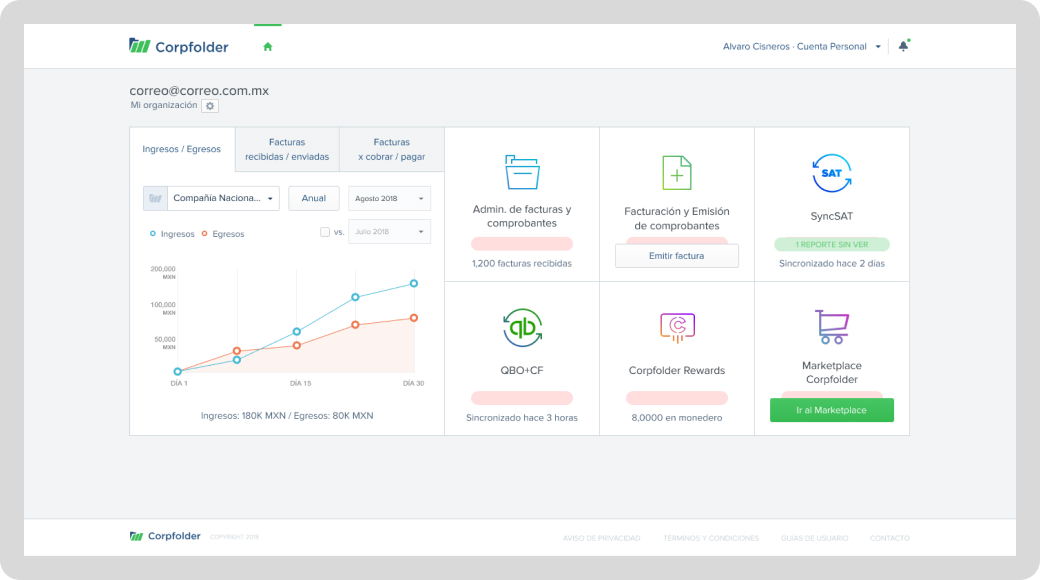 Corpfolder
Alvaro Cisneros · Cuenta Personal
correo@correo.com.mx
Mi organización
Ingresos / Egresos
Facturas
recibidas / enviadas
Facturas
x cobrar / pagar
Compañía Naciona...
Anual
Agosto 2018
Ingresos
Egresos
vs.
Julio 2018
200,000
MXN
100,000
MXN
50,000
MXN
DÍA 1
DÍA 15
DÍA 30
Ingresos: 180K MXN / Egresos: 80K MXN
Admin. de facturas y
comprobantes
1,200 facturas recibidas
Facturación y Emisión
de comprobantes
Emitir factura
SAT
SyncSAT
1 REPORTE SIN VER
Sincronizado hace 2 días
qb
QBO+CF
Sincronizado hace 3 horas
C
Corpfolder Rewards
8,0000 en monedero
Marketplace
Corpfolder
Ir al Marketplace
Corpfolder
COPYRIGHT 2018
AVISO DE PRIVACIDAD
TÉRMINOS Y CONDICIONES
GUÍAS DE USUARIO
CONTACTO